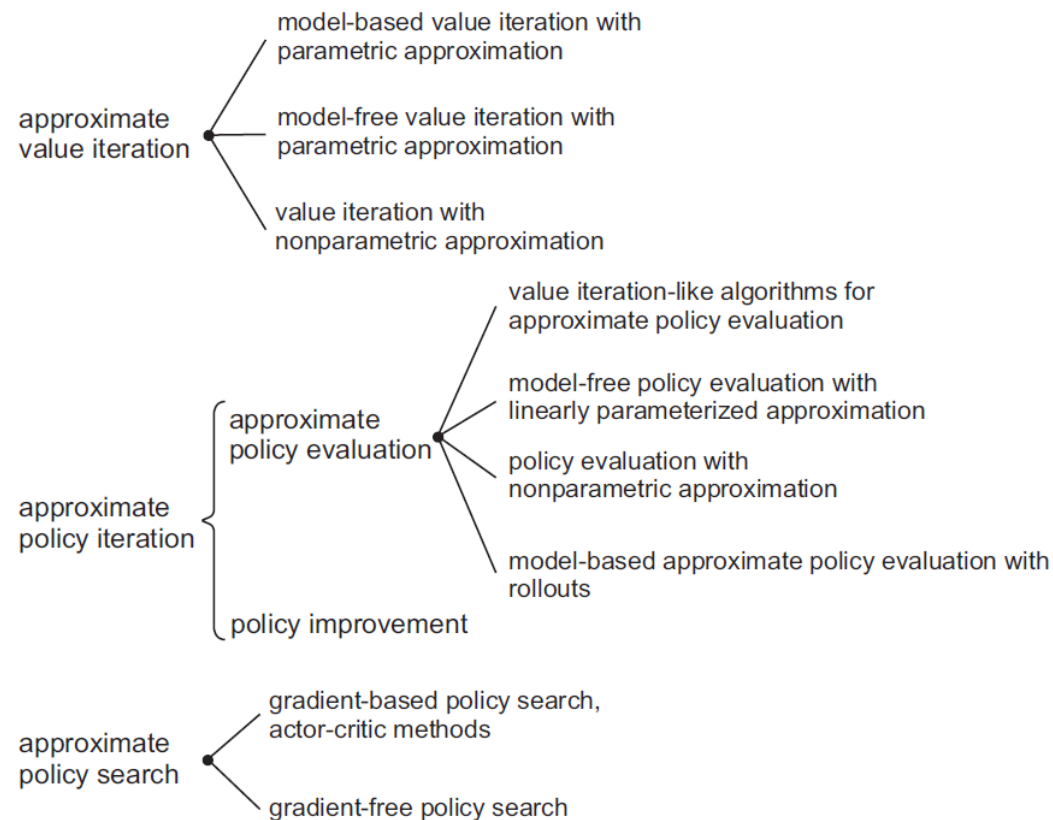 model-based value iteration with
parametric approximation
approximate
value iteration
model-free value iteration with
parametric approximation
value iteration with
nonparametric approximation
value iteration-like algorithms for
approximate policy evaluation
model-free policy evaluation with
linearly parameterized approximation
approximate
policy evaluation
policy evaluation with
nonparametric approximation
approximate
policy iteration
model-based approximate policy evaluation with
rollouts
policy improvement
gradient-based policy search,
actor-critic methods
approximate
policy search
gradient-free policy search